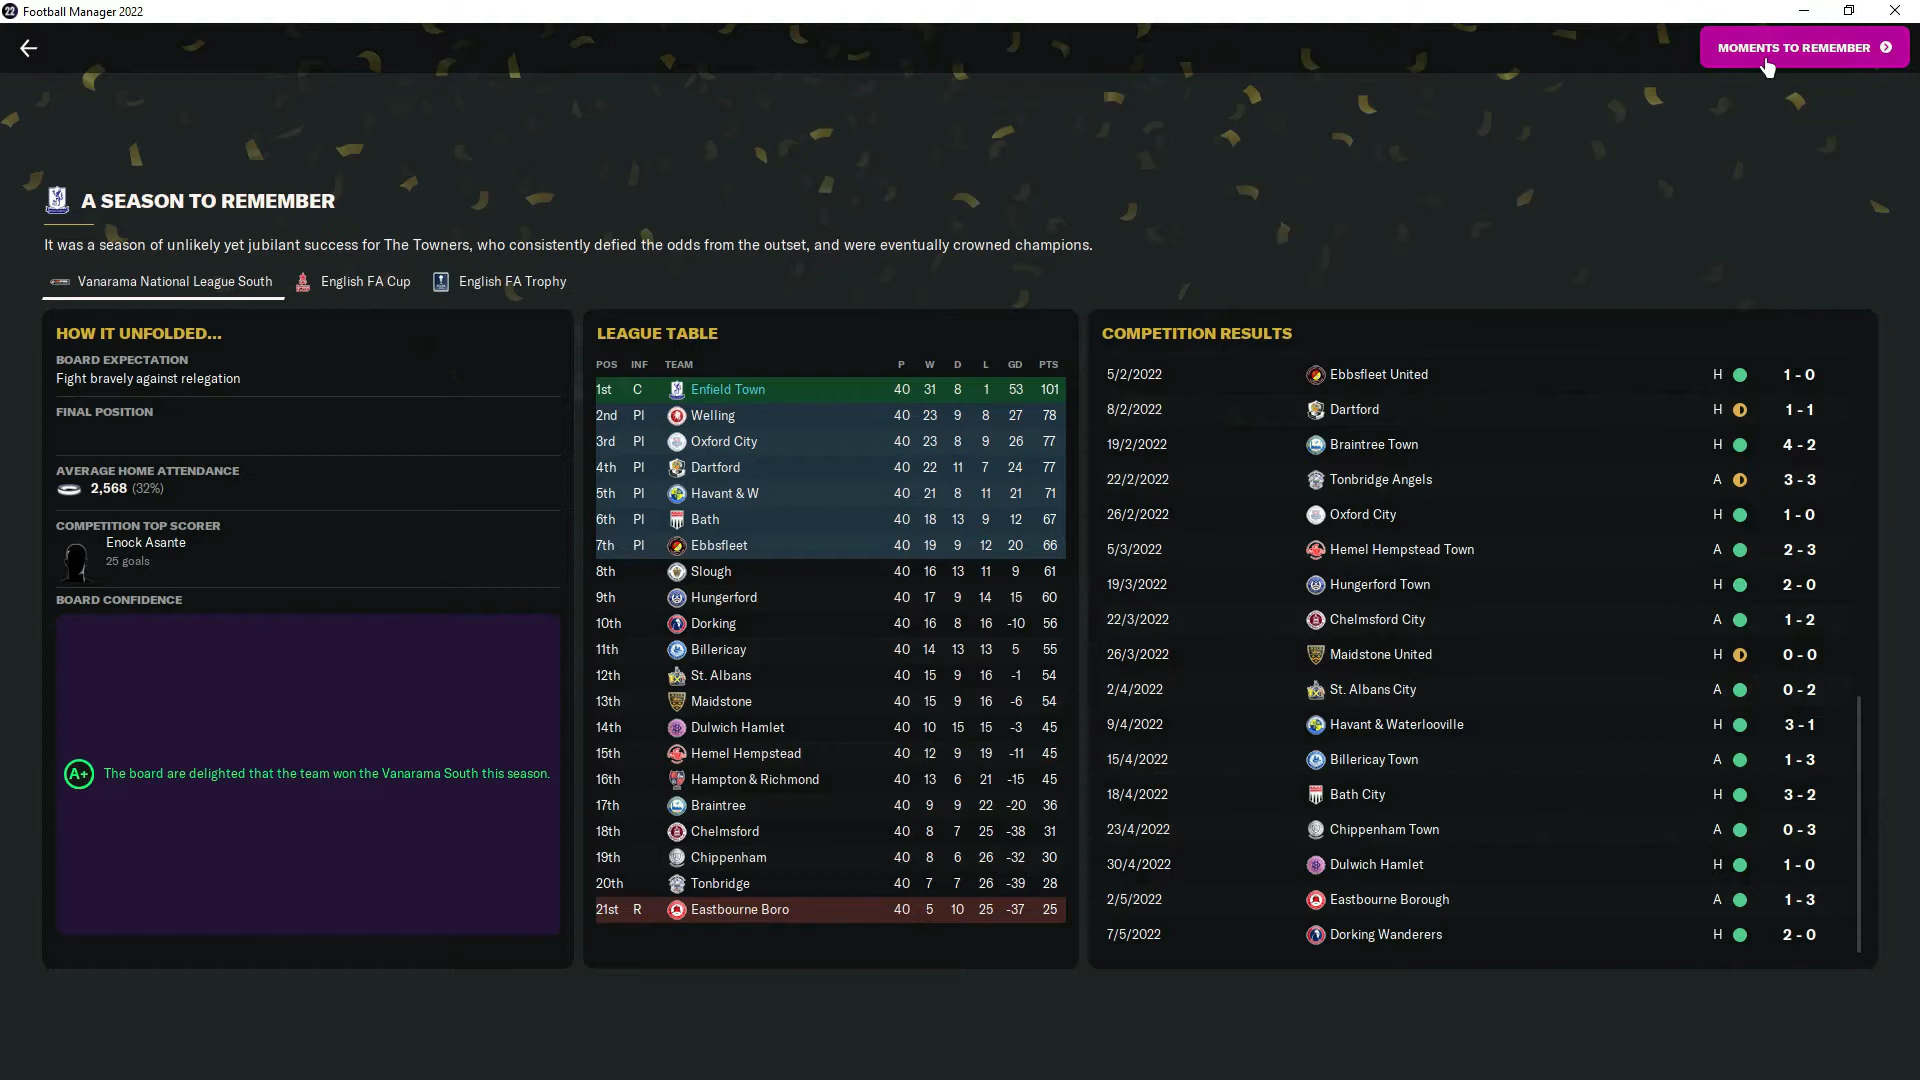 22 Football Manager 2022
MOMENTS TO REMEMBER
A SEASON TO REMEMBER
It was a season of unlikely yet jubilant success for The Towners, who consistently defied the odds from the outset, and were eventually crowned champions.
Vanarama National League South English FA Cup English FA Trophy
HOW IT UNFOLDED...
BOARD EXPECTATION
Fight bravely against relegation
FINAL POSITION
AVERAGE HOME ATTENDANCE
2,568 (32%)
COMPETITION TOP SCORER
Enock Asante
25 goals
BOARD CONFIDENCE
A+ The board are delighted that the team won the Vanarama South this season.
LEAGUE TABLE
POS INF TEAM P W D L GD PTS
1st C Enfield Town 40 31 8 1 53 101
2nd Pl Welling 40 23 9 8 27 78
3rd Pl Oxford City 40 23 8 9 26 77
4th Pl Dartford 40 22 11 7 24 77
5th Pl Havant & W 40 21 8 11 21 71
6th Pl Bath 40 18 13 9 12 67
7th Pl Ebbsfleet 40 19 9 12 20 66
8th Slough 40 16 13 11 9 61
9th Hungerford 40 17 9 14 15 60
10th Dorking 40 16 8 16 -10 56
11th Billericay 40 14 13 13 5 55
12th St. Albans 40 15 9 16 -1 54
13th Maidstone 40 15 9 16 -6 54
14th Dulwich Hamlet 40 10 15 15 -3 45
15th Hemel Hempstead 40 12 9 19 -11 45
16th Hampton & Richmond 40 13 6 21 -15 45
17th Braintree 40 9 9 22 -20 36
18th Chelmsford 40 8 7 25 -38 31
19th Chippenham 40 8 6 26 -32 30
20th Tonbridge 40 7 7 26 -39 28
21st R Eastbourne Boro 40 5 10 25 -37 25
COMPETITION RESULTS
5/2/2022 Ebbsfleet United H 1 - 0
8/2/2022 Dartford H 1 - 1
19/2/2022 Braintree Town H 4 - 2
22/2/2022 Tonbridge Angels A 3 - 3
26/2/2022 Oxford City H 1 - 0
5/3/2022 Hemel Hempstead Town A 2 - 3
19/3/2022 Hungerford Town H 2 - 0
22/3/2022 Chelmsford City A 1 - 2
26/3/2022 Maidstone United H 0 - 0
2/4/2022 St. Albans City A 0 - 2
9/4/2022 Havant & Waterlooville H 3 - 1
15/4/2022 Billericay Town A 1 - 3
18/4/2022 Bath City H 3 - 2
23/4/2022 Chippenham Town A 0 - 3
30/4/2022 Dulwich Hamlet H 1 - 0
2/5/2022 Eastbourne Borough A 1 - 3
7/5/2022 Dorking Wanderers H 2 - 0